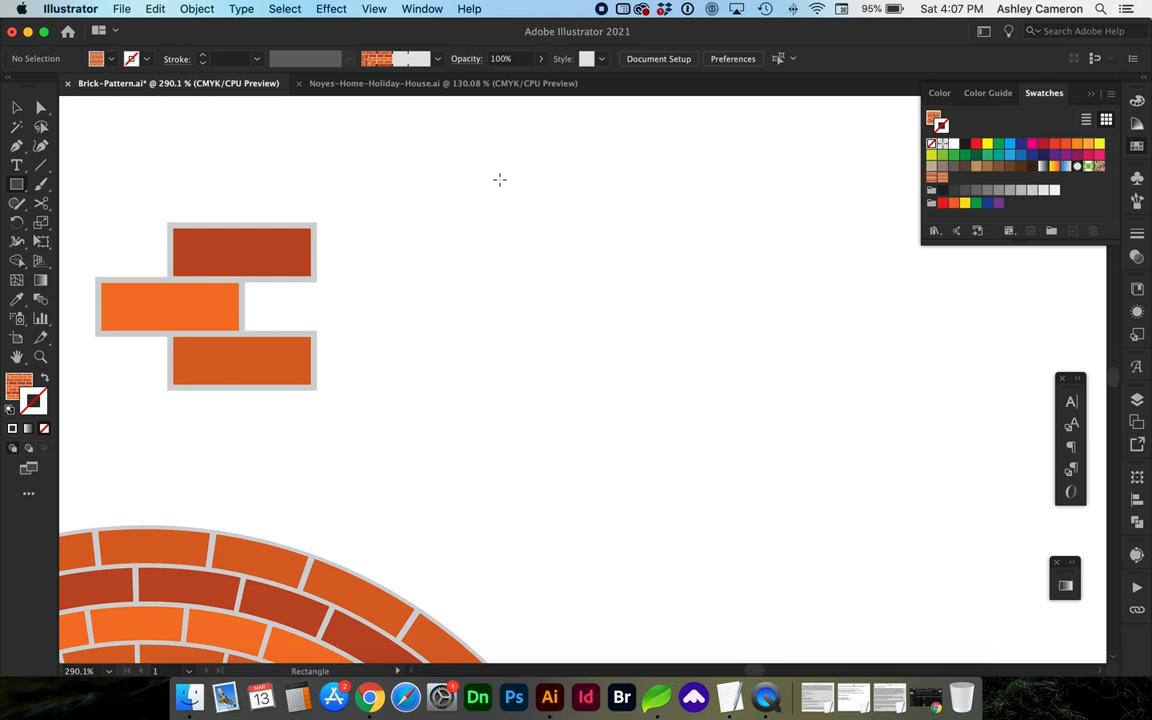 Illustrator File Edit Object Type Select Effect View Window Help 95% Sat 4:07 PM Ashley Cameron
Adobe Illustrator 2021 Search Adobe Help
No Selection Stroke: Opacity: 100% Style: Document Setup Preferences
× Brick-Pattern.ai* @ 290.1 % (CMYK/CPU Preview) × Noyes-Home-Holiday-House.ai @ 130.08 % (CMYK/CPU Preview)
Color Color Guide Swatches
290.1% 1 Rectangle
MAR
13
2
1
Dn Ps Ai Id Br